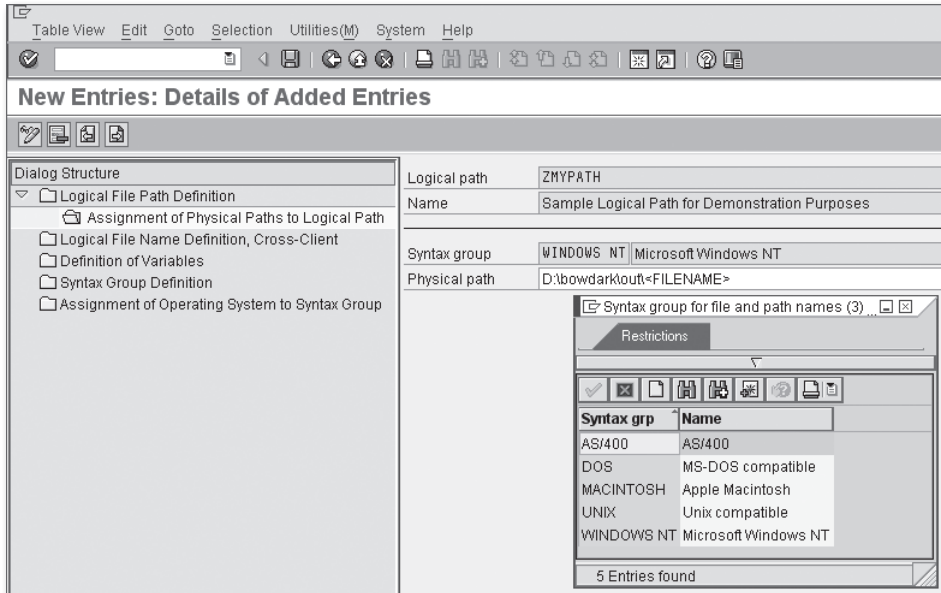 Table View Edit Goto Selection Utilities(M) System Help
New Entries: Details of Added Entries
Dialog Structure
Logical File Path Definition
Assignment of Physical Paths to Logical Path
Logical File Name Definition, Cross-Client
Definition of Variables
Syntax Group Definition
Assignment of Operating System to Syntax Group
Logical path ZMYPATH
Name Sample Logical Path for Demonstration Purposes
Syntax group WINDOWS NT Microsoft Windows NT
Physical path D:\bowdark\out\<FILENAME>
Syntax group for file and path names (3) ...
Restrictions
Syntax grp Name
AS/400 AS/400
DOS MS-DOS compatible
MACINTOSH Apple Macintosh
UNIX Unix compatible
WINDOWS NT Microsoft Windows NT
5 Entries found